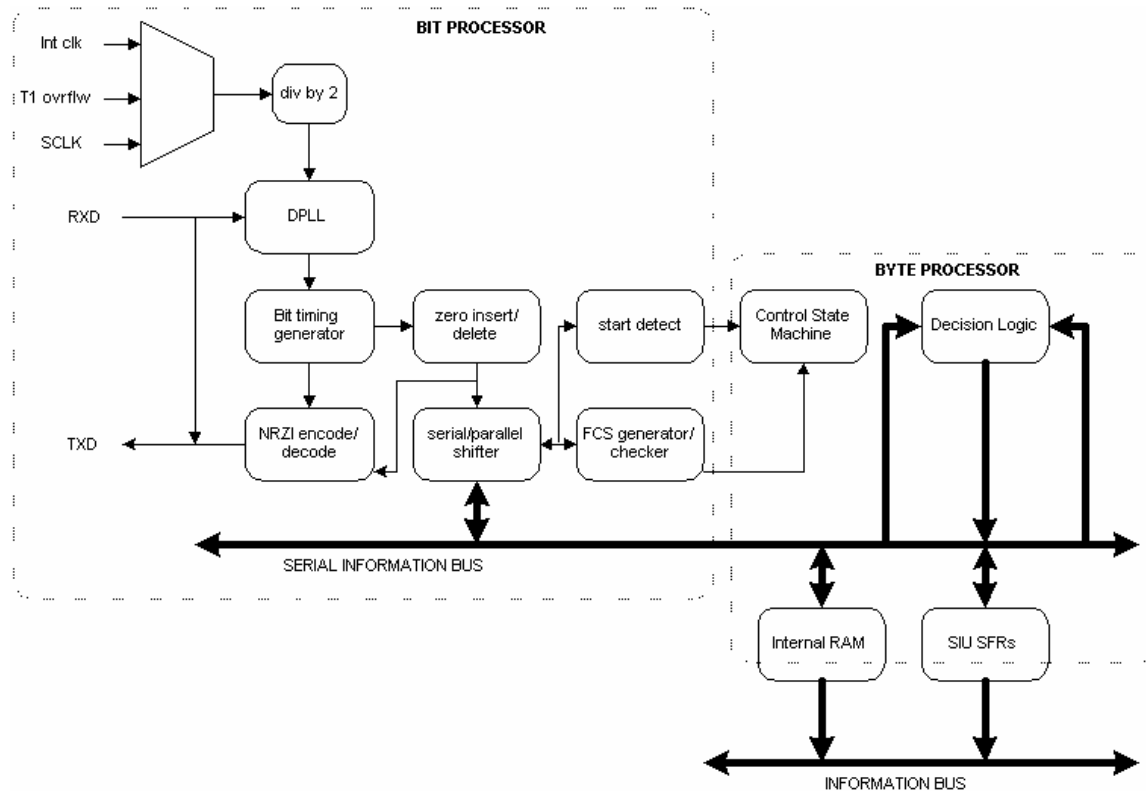 BIT PROCESSOR
Int clk
T1 ovrflw
SCLK
div by 2
RXD
DPLL
BYTE PROCESSOR
Bit timing
generator
zero insert/
delete
start detect
Control State
Machine
Decision Logic
TXD
NRZI encode/
decode
serial/parallel
shifter
FCS generator/
checker
SERIAL INFORMATION BUS
Internal RAM
SIU SFRs
INFORMATION BUS